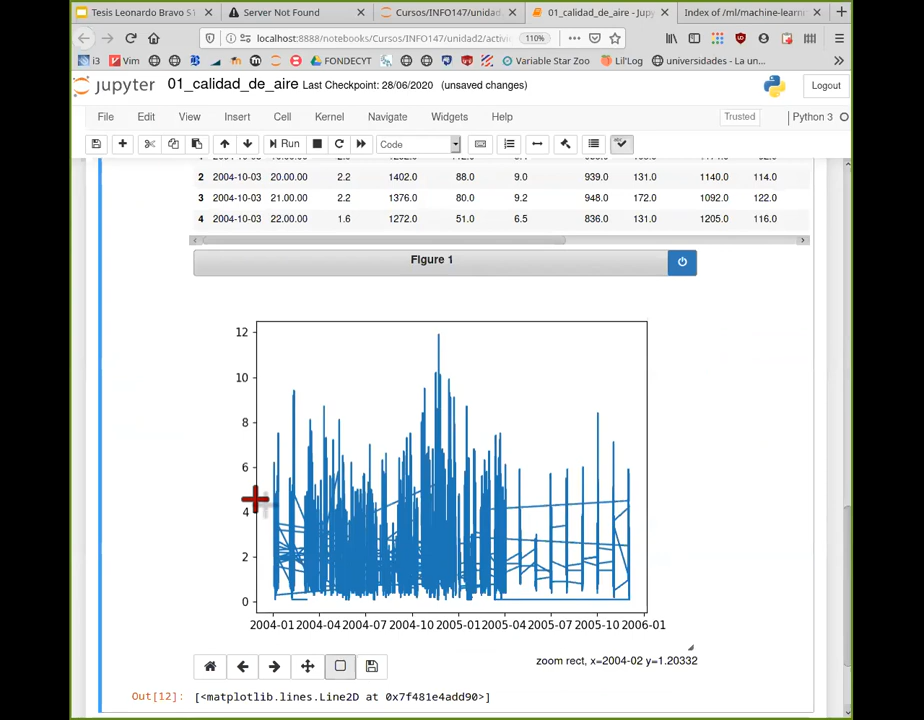 Tesis Leonardo Bravo S1
Server Not Found
Cursos/INFO147/unidad
01_calidad_de_aire - Jupy
Index of /ml/machine-learn
localhost:8888/notebooks/Cursos/INFO147/unidad2/activ
110%
i3
Vim
FONDECYT
Variable Star Zoo
Lil'Log
universidades - La un...
jupyter
01_calidad_de_aire Last Checkpoint: 28/06/2020 (unsaved changes)
Logout
File Edit View Insert Cell Kernel Navigate Widgets Help
Trusted
Python 3
Run
Code
2 2004-10-03 20.00.00 2.2 1402.0 88.0 9.0 939.0 131.0 1140.0 114.0
3 2004-10-03 21.00.00 2.2 1376.0 80.0 9.2 948.0 172.0 1092.0 122.0
4 2004-10-03 22.00.00 1.6 1272.0 51.0 6.5 836.0 131.0 1205.0 116.0
Figure 1
12
10
8
6
4
2
0
2004-01 2004-04 2004-07 2004-10 2005-01 2005-04 2005-07 2005-10 2006-01
zoom rect, x=2004-02 y=1.20332
Out[12]: [<matplotlib.lines.Line2D at 0x7f481e4add90>]